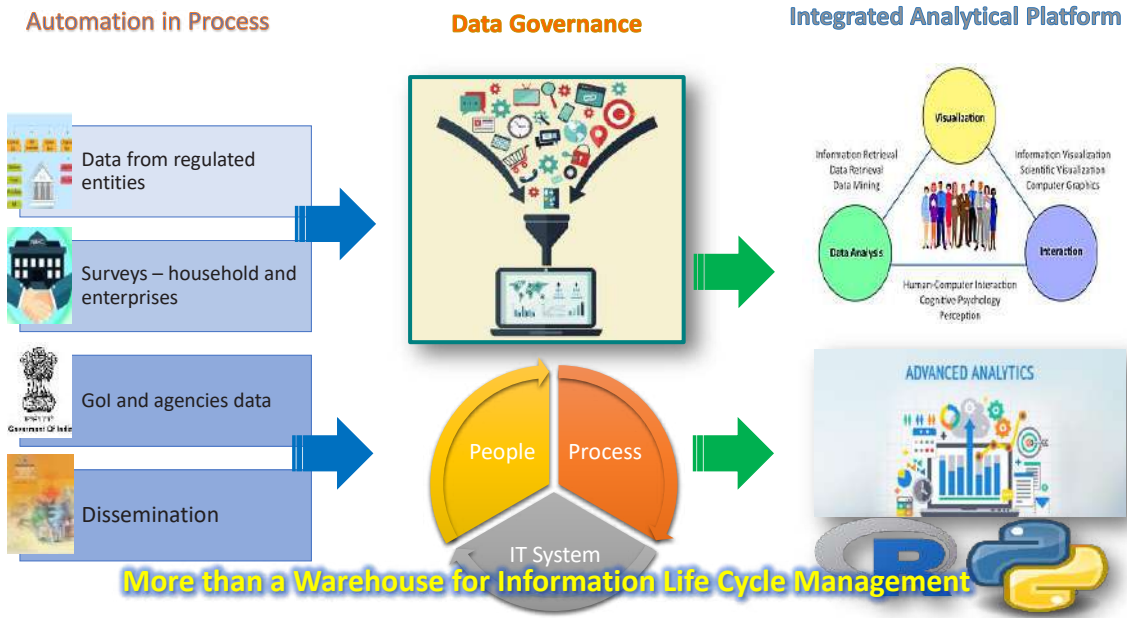 Automation in Process
Data Governance
Integrated Analytical Platform
Data from regulated
entities
Surveys – household and
enterprises
GoI and agencies data
Government Of India
Dissemination
People
Process
IT System
Visualization
Information Retrieval
Data Retrieval
Data Mining
Information Visualization
Scientific Visualization
Computer Graphics
Data Analysis
Interaction
Human-Computer Interaction
Cognitive Psychology
Perception
ADVANCED ANALYTICS
R
More than a Warehouse for Information Life Cycle Management